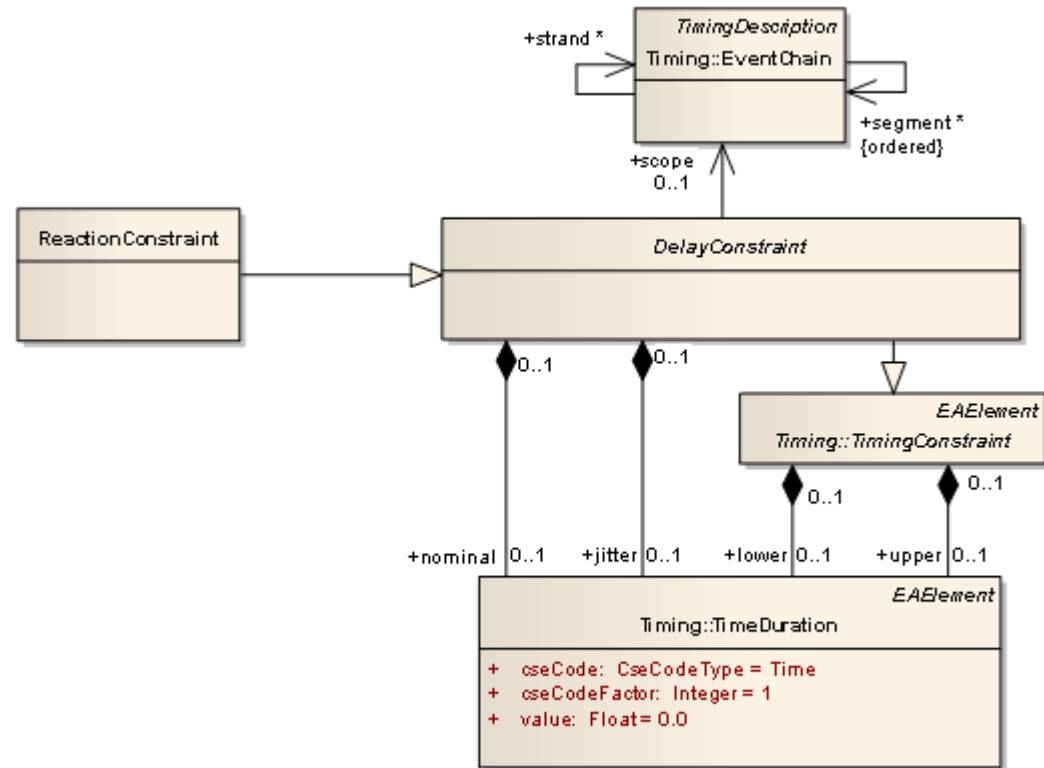 TimingDescription
+strand *
Timing::EventChain
+segment *
{ordered}
+scope
0..1
ReactionConstraint
DelayConstraint
0..1
0..1
EAElement
Timing::TimingConstraint
0..1
0..1
+nominal 0..1
+jitter 0..1
+lower 0..1
+upper 0..1
EAElement
Timing::TimeDuration
+ cseCode: CseCodeType = Time
+ cseCodeFactor: Integer = 1
+ value: Float = 0.0